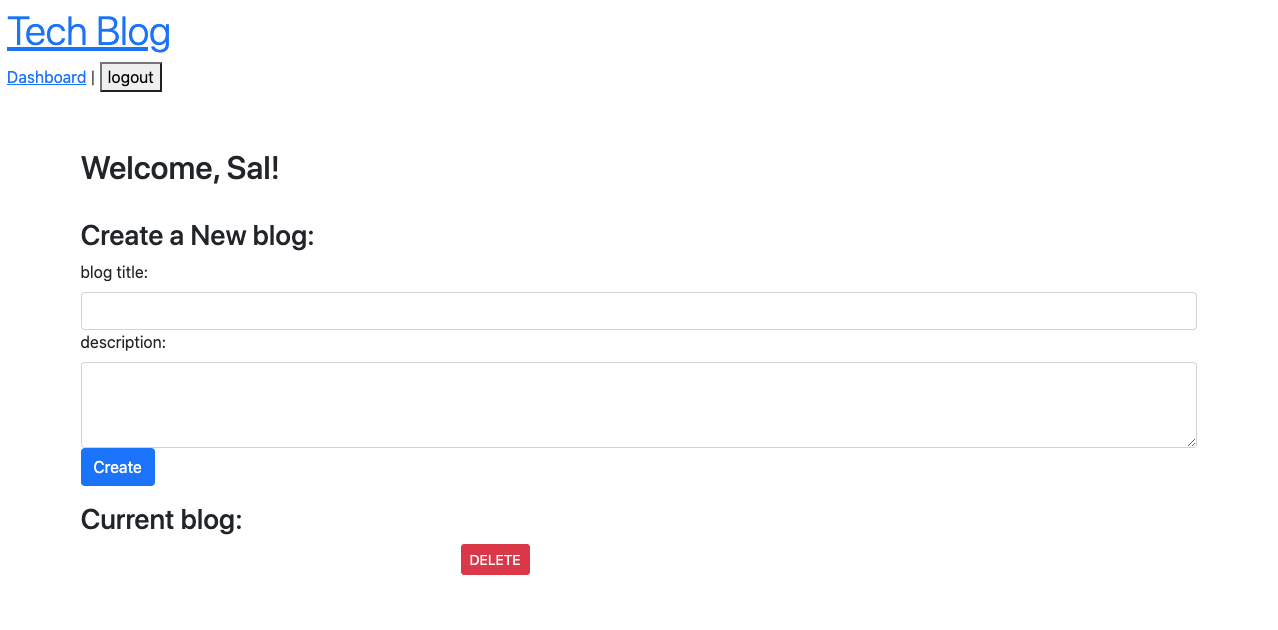 Tech Blog
Dashboard | logout
Welcome, Sal!
Create a New blog:
blog title:
description:
Create
Current blog:
DELETE